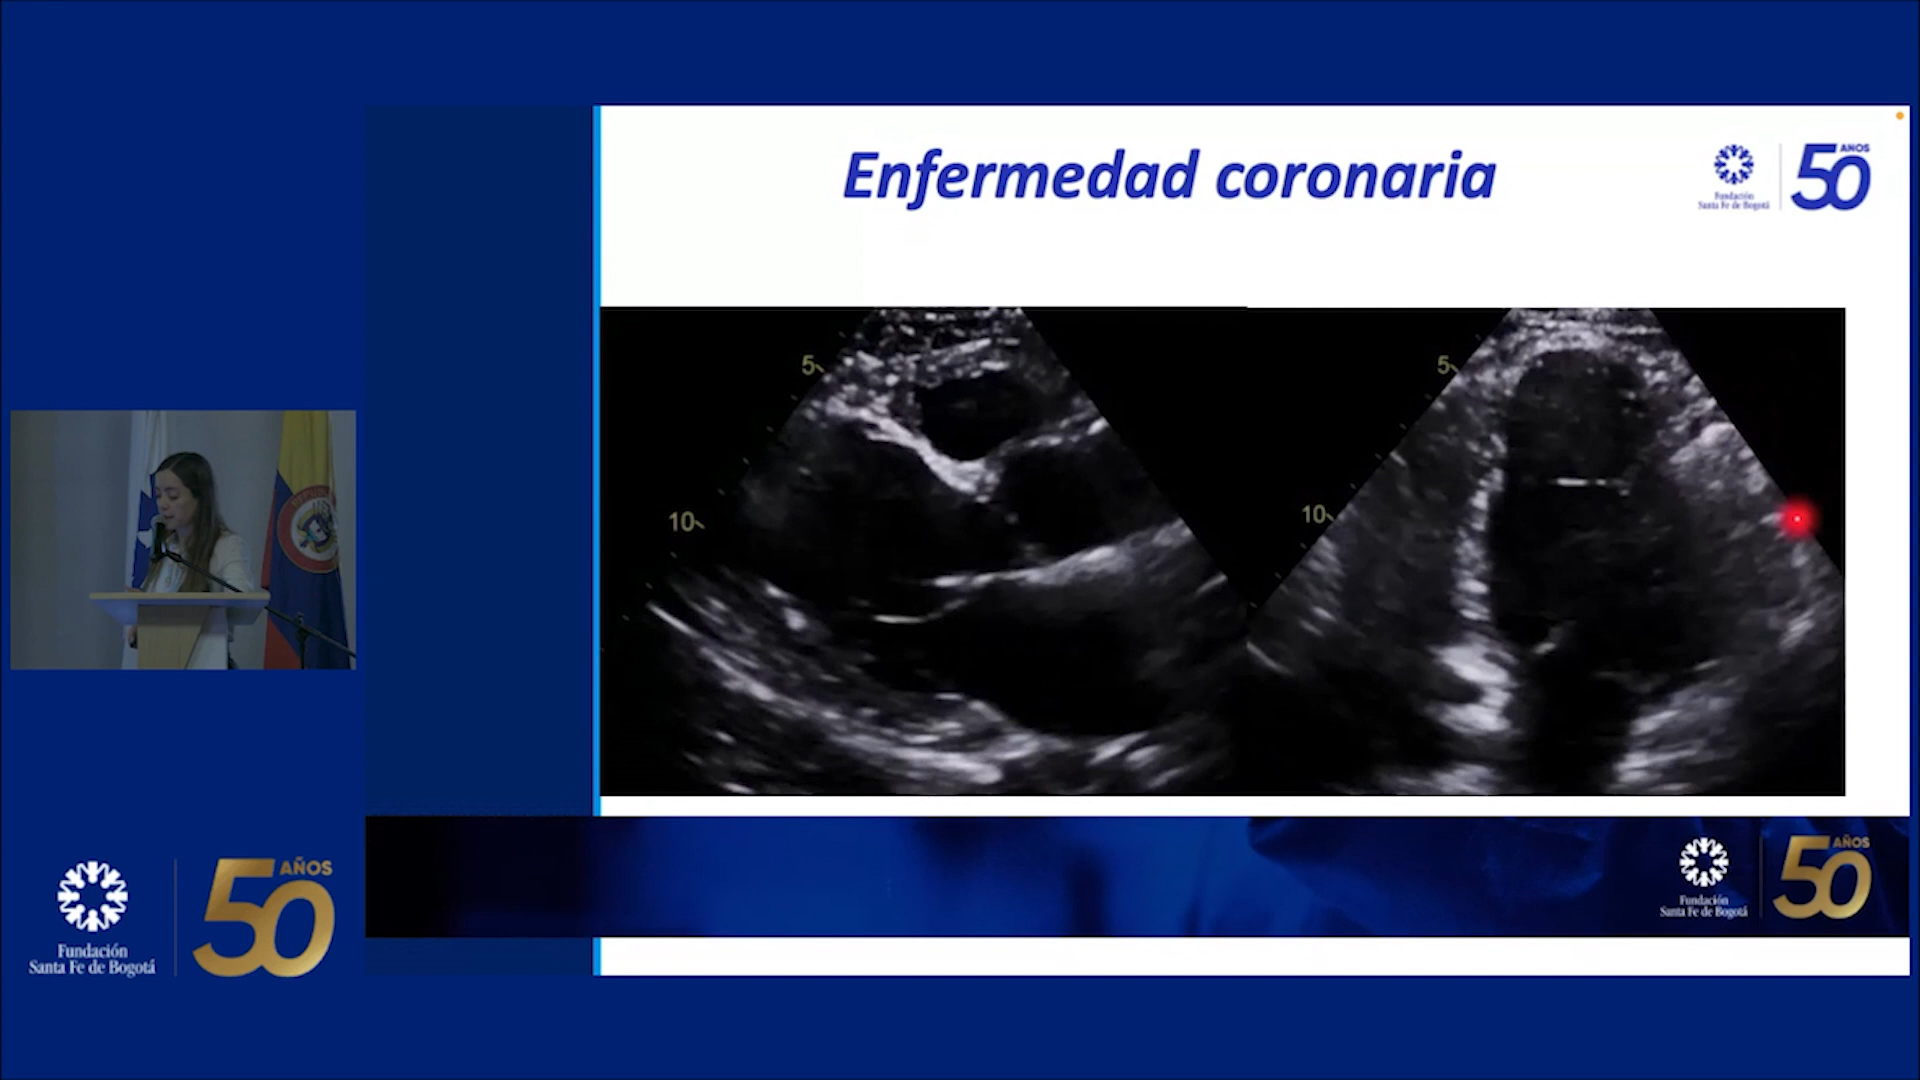 Enfermedad coronaria
Fundación
Santa Fe de Bogotá
50
AÑOS
5
10
5
10
Fundación
Santa Fe de Bogotá
50
AÑOS
Fundación
Santa Fe de Bogotá
50
AÑOS